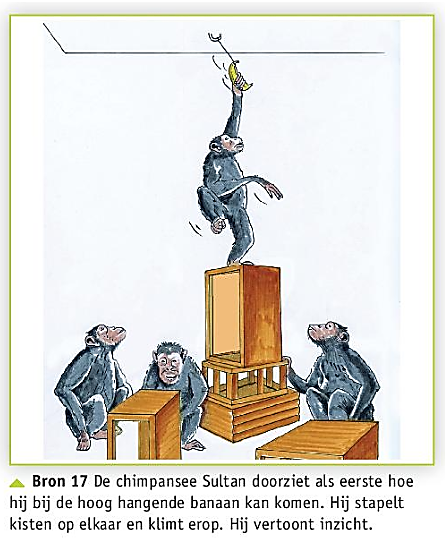 Bron 17 De chimpansee Sultan doorziet als eerste hoe
hij bij de hoog hangende banaan kan komen. Hij stapelt
kisten op elkaar en klimt erop. Hij vertoont inzicht.